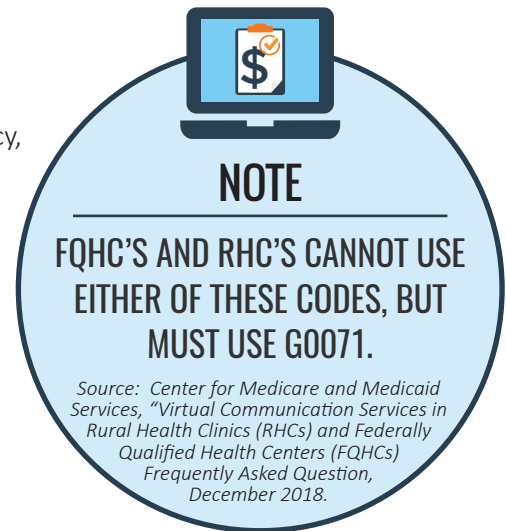 cy,
$
NOTE
FQHC'S AND RHC'S CANNOT USE
EITHER OF THESE CODES, BUT
MUST USE G0071.
Source:  Center for Medicare and Medicaid
Services, “Virtual Communication Services in
Rural Health Clinics (RHCs) and Federally
Qualified Health Centers (FQHCs)
Frequently Asked Question,
December 2018.